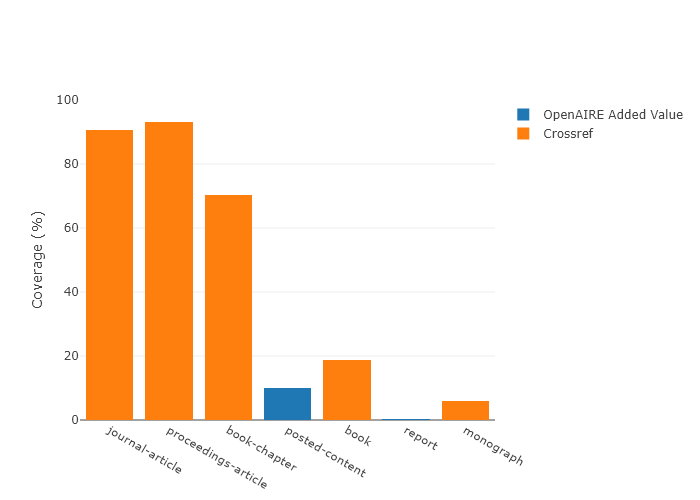 100
80
60
40
20
0
Coverage (%)
journal-article
proceedings-article
book-chapter
posted-content
book
report
monograph
OpenAIRE Added Value
Crossref